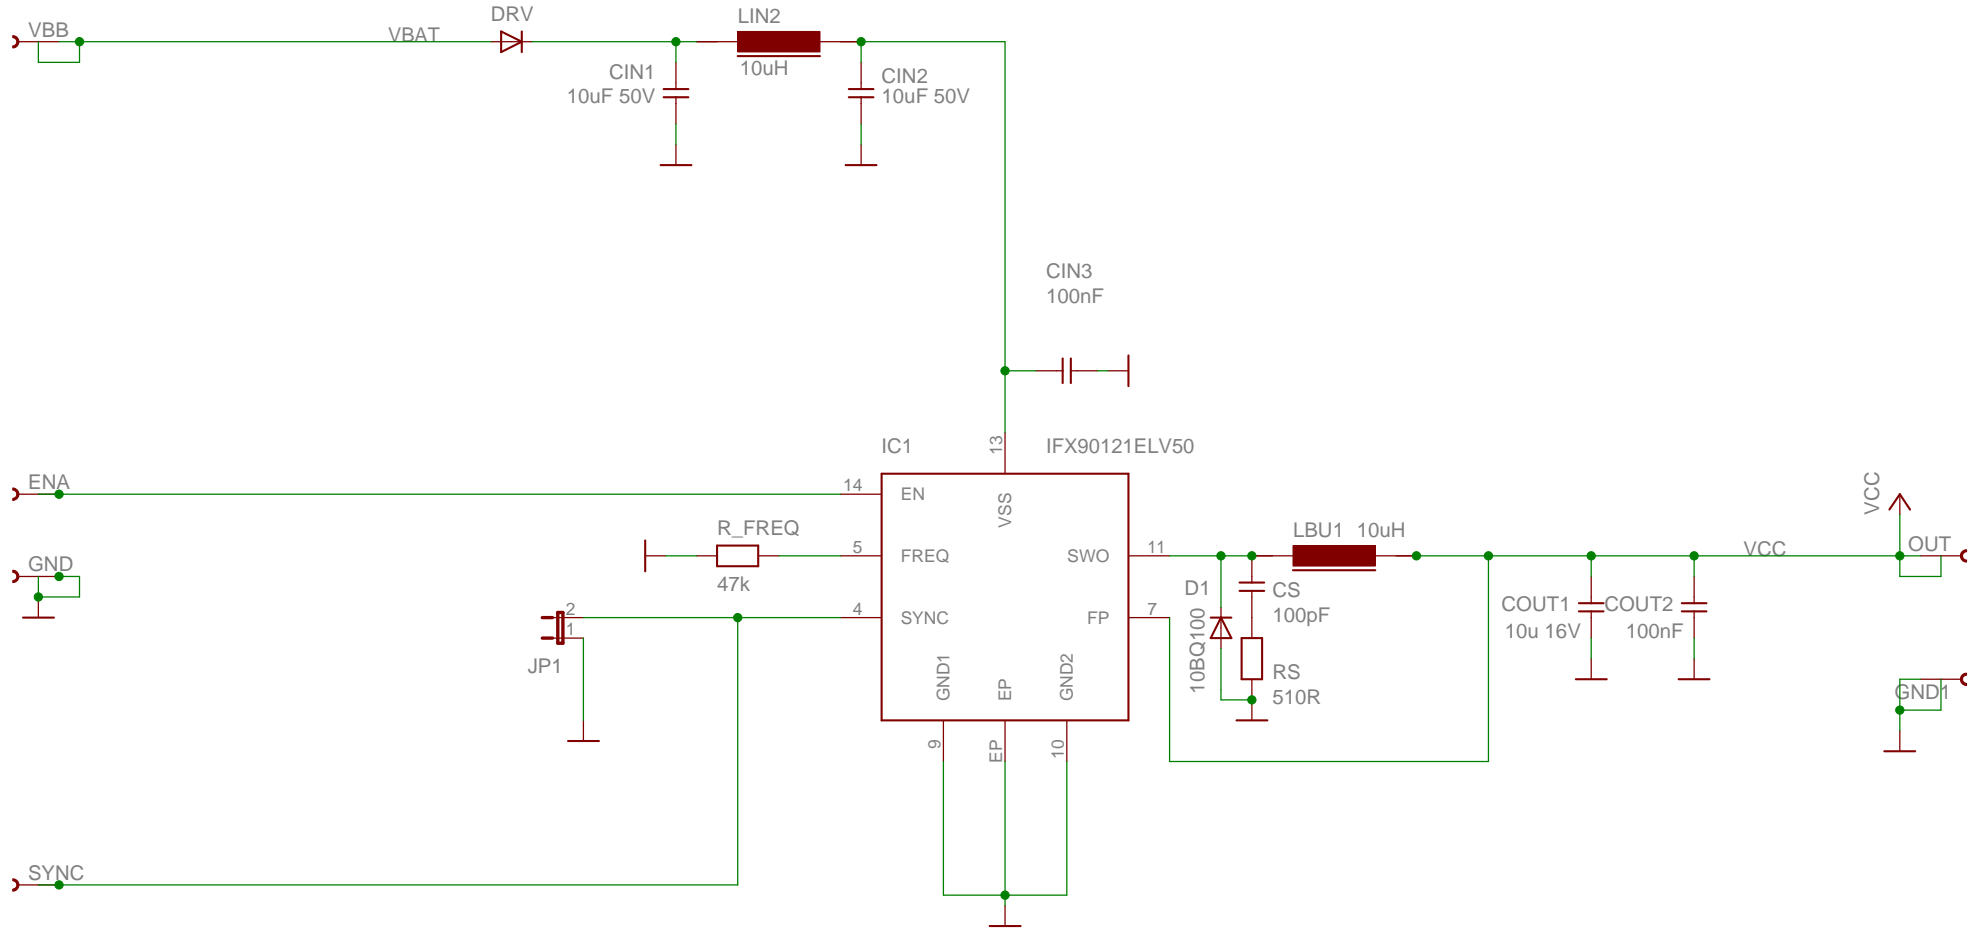 VBB
VBAT
DRV
LIN2
10uH
CIN1
10uF 50V
CIN2
10uF 50V
CIN3
100nF
IC1
13
IFX90121ELV50
ENA
14
EN
VSS
VCC
R_FREQ
LBU1 10uH
GND
5
FREQ
SWO
11
VCC
OUT
47k
D1
CS
100pF
COUT1
10u 16V
COUT2
100nF
2
1
4
SYNC
FP
7
10BQ100
JP1
GND1
EP
GND2
RS
510R
GND1
9
EP
10
SYNC